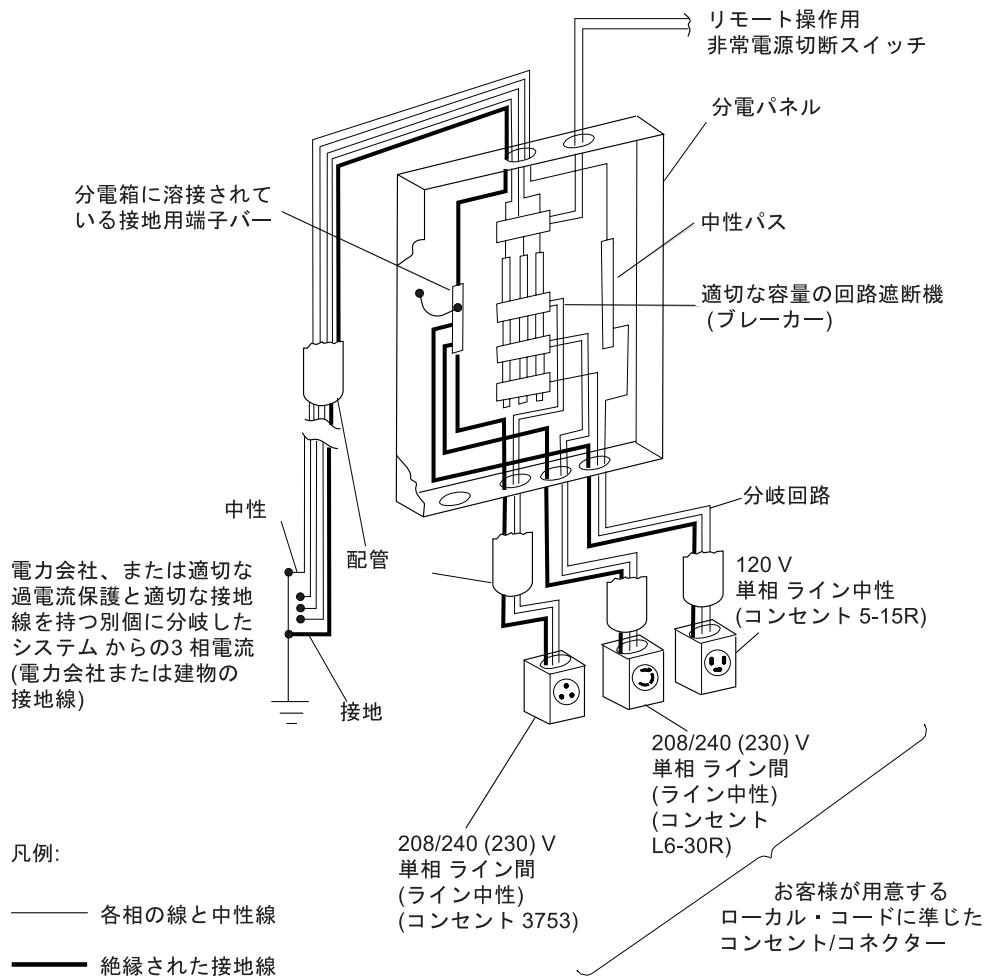 リモート操作用
非常電源切断スイッチ
分電パネル
分電箱に溶接されて
いる接地用端子バー
中性パス
適切な容量の回路遮断機
(ブレーカー)
中性
配管
分岐回路
電力会社、または適切な
過電流保護と適切な接地
線を持つ別個に分岐した
システム からの3 相電流
(電力会社または建物の
接地線)
接地
120 V
単相 ライン中性
(コンセント 5-15R)
208/240 (230) V
単相 ライン間
(ライン中性)
(コンセント
L6-30R)
208/240 (230) V
単相 ライン間
(ライン中性)
(コンセント 3753)
凡例:
各相の線と中性線
絶縁された接地線
お客様が用意する
ローカル・コードに準じた
コンセント/コネクター